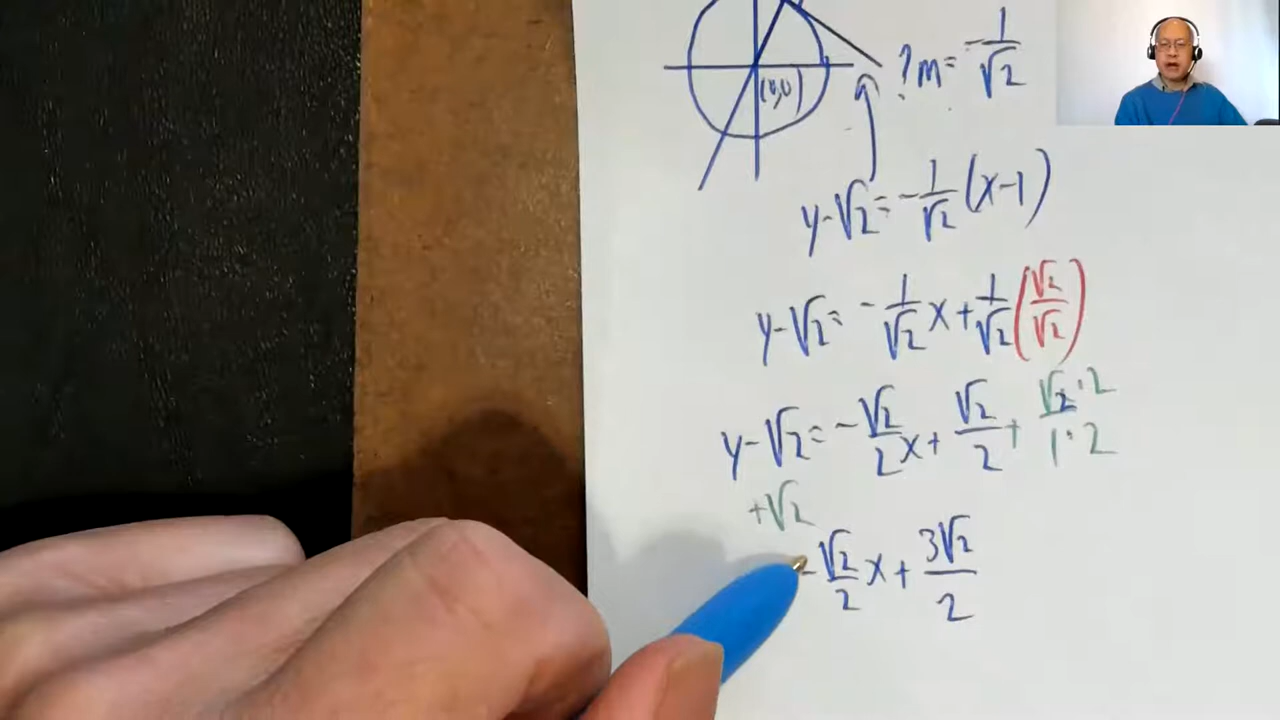 (0,0)
? m = -1/√2
y-√2 = -1/√2 (x-1)
y-√2 = -1/√2 x + 1/√2 (√2/√2)
y-√2 = -√2/2 x + √2/2 + √2·2/1·2
+√2
-√2/2 x + 3√2/2